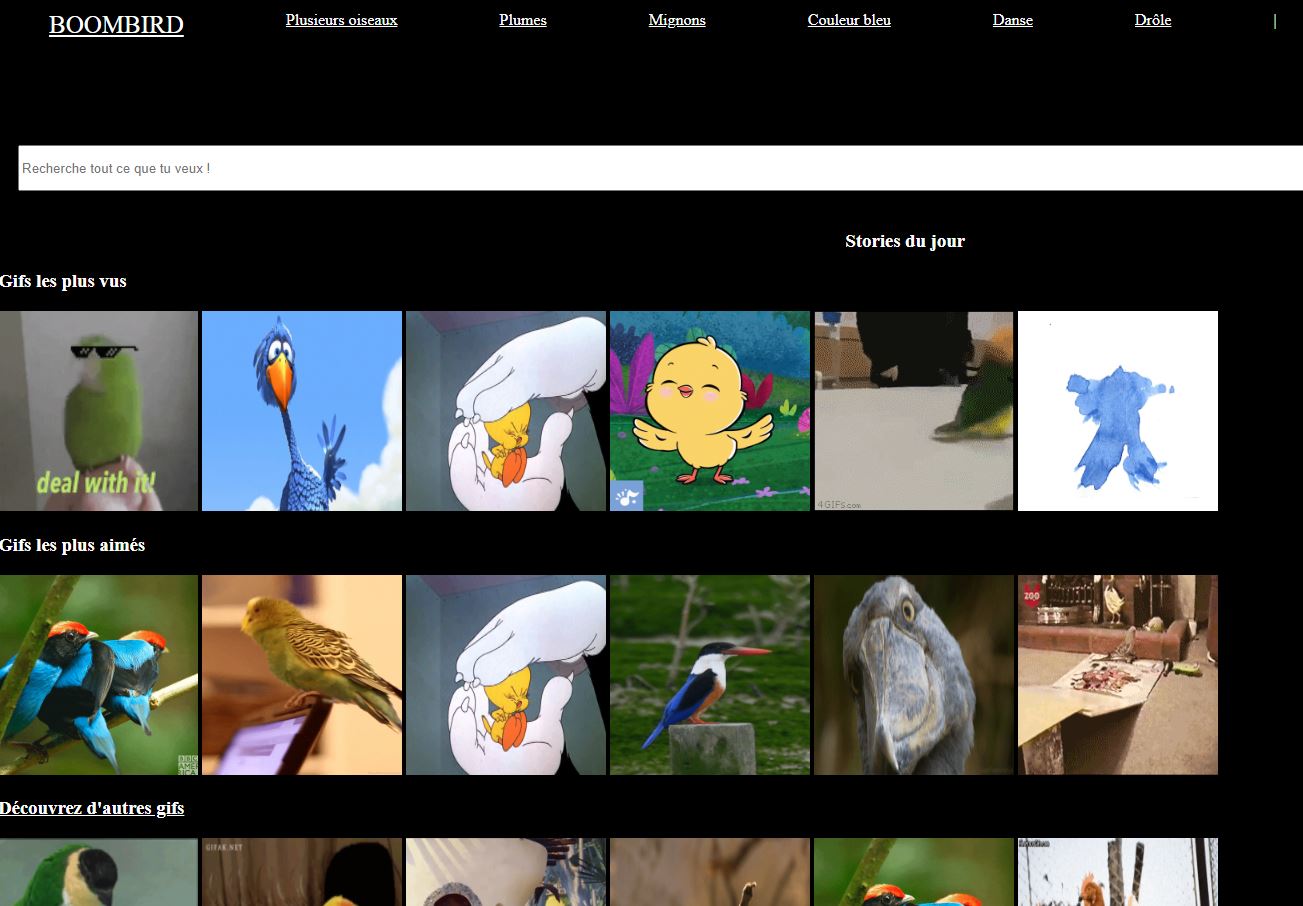 BOOMBIRD Plusieurs oiseaux Plumes Mignons Couleur bleu Danse Drôle |
Recherche tout ce que tu veux !
Stories du jour
Gifs les plus vus
deal with it!
4GIFs.com
Gifs les plus aimés
BBC
AMER
ICA
ZOO
Découvrez d'autres gifs
GIFAK.NET